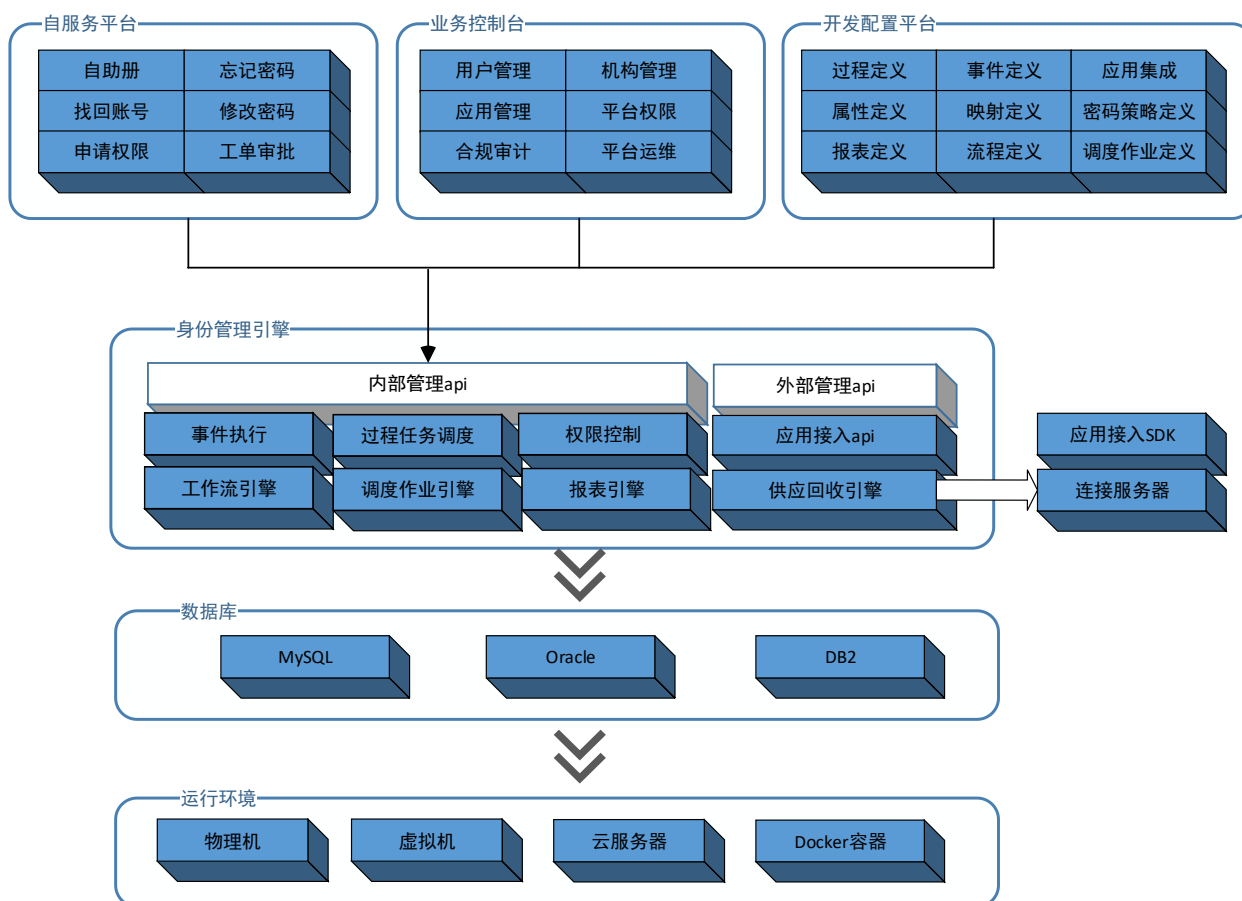 自服务平台
自助册 忘记密码
找回账号 修改密码
申请权限 工单审批
业务控制台
用户管理 机构管理
应用管理 平台权限
合规审计 平台运维
开发配置平台
过程定义 事件定义 应用集成
属性定义 映射定义 密码策略定义
报表定义 流程定义 调度作业定义
身份管理引擎
内部管理api 外部管理api
事件执行 过程任务调度 权限控制 应用接入api 应用接入SDK
工作流引擎 调度作业引擎 报表引擎 供应回收引擎 连接服务器
数据库
MySQL Oracle DB2
运行环境
物理机 虚拟机 云服务器 Docker容器